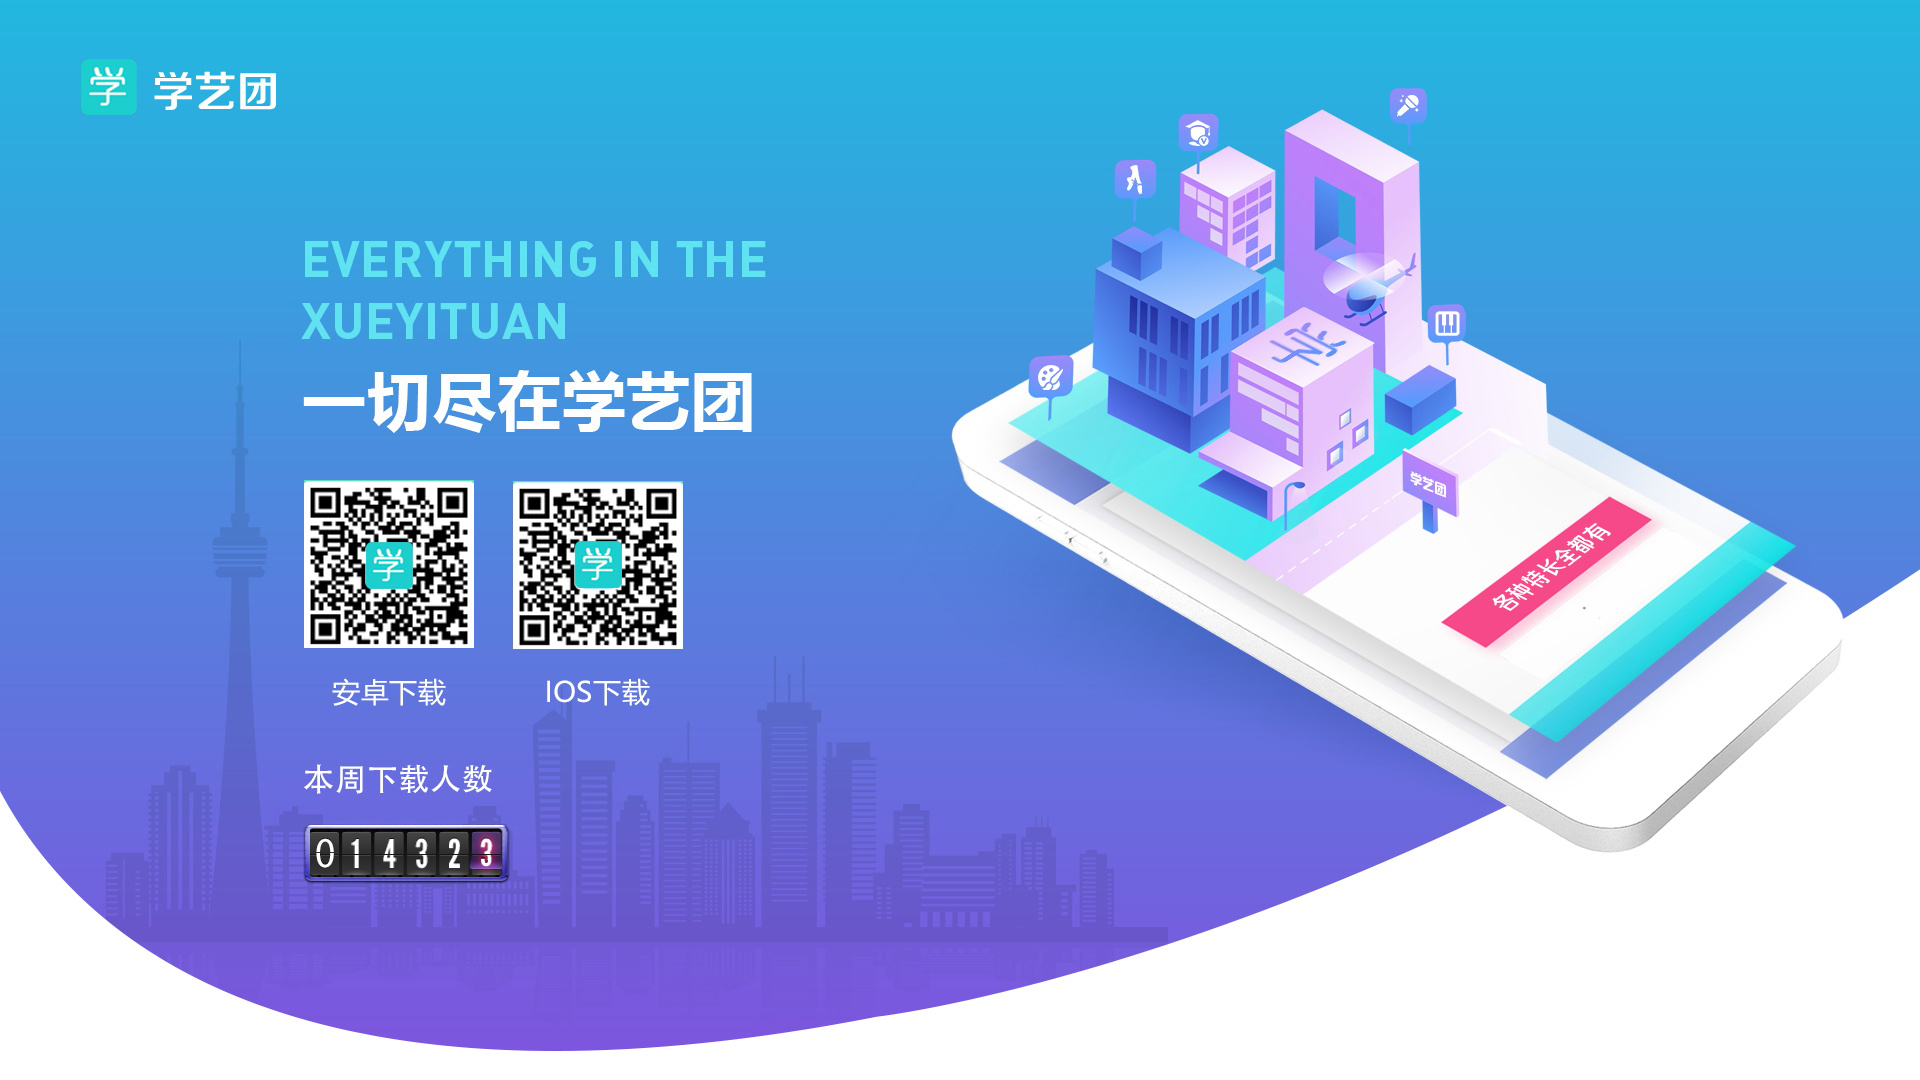 学 学艺团
EVERYTHING IN THE
XUEYITUAN
一切尽在学艺团
学
学
安卓下载
IOS下载
本周下载人数
014323
学
学艺团
各种特长全都有